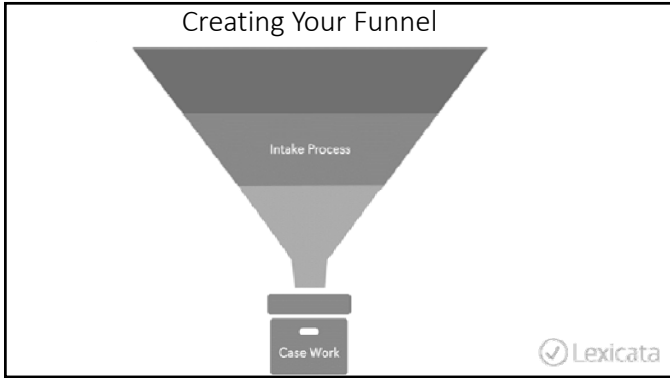 Creating Your Funnel
Intake Process
Case Work
Lexicata